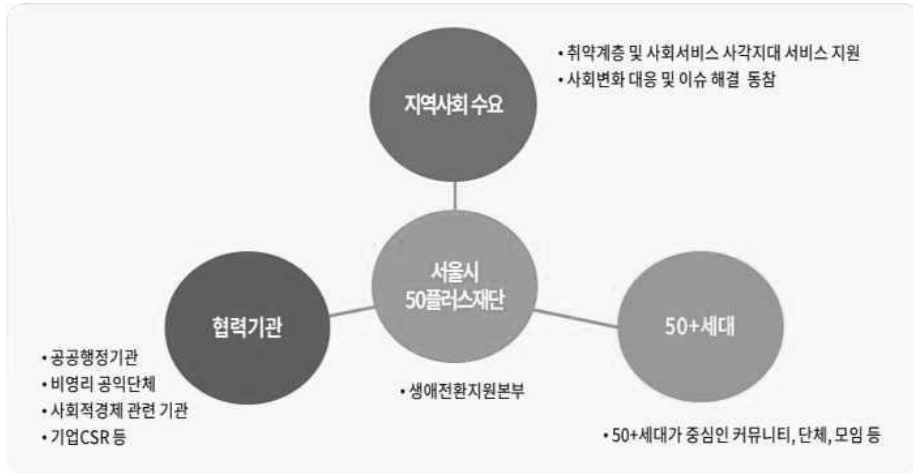 • 취약계층 및 사회서비스 사각지대 서비스 지원
• 사회변화 대응 및 이슈 해결 동참
지역사회 수요
서울시
50플러스재단
협력기관
50+세대
• 공공행정기관
• 비영리 공익단체
• 사회적경제 관련 기관
• 기업CSR 등
• 생애전환지원본부
• 50+세대가 중심인 커뮤니티, 단체, 모임 등